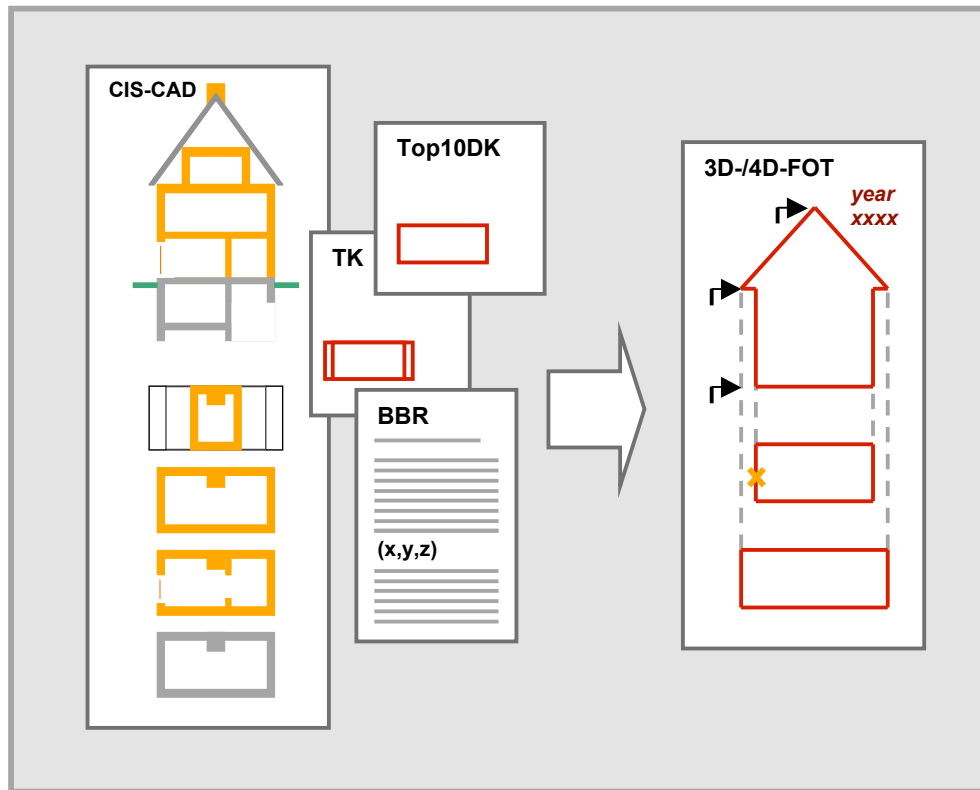 CIS-CAD
Top10DK
TK
BBR
(x,y,z)
3D-/4D-FOT
year
xxxx